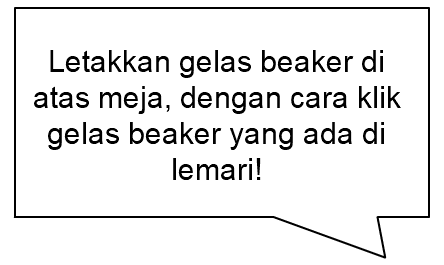 Letakkan gelas beaker di
atas meja, dengan cara klik
gelas beaker yang ada di
lemari!